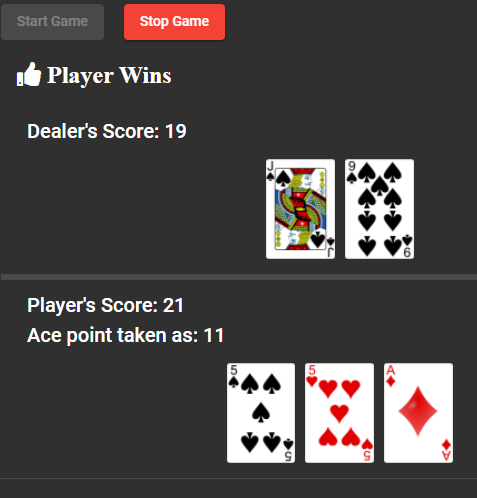 Start Game Stop Game
Player Wins
Dealer's Score: 19
J 9
J 9
Player's Score: 21
Ace point taken as: 11
5 5 A
5 5 A